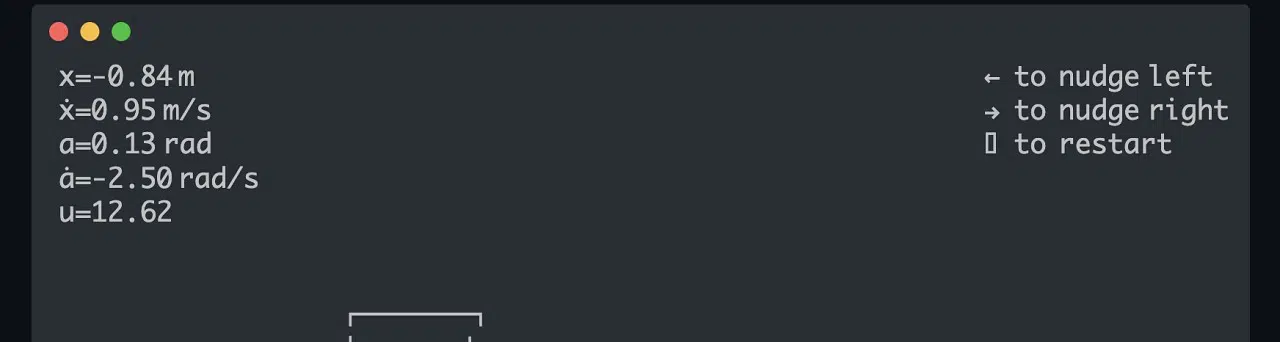 x=-0.84 m
ẋ=0.95 m/s
a=0.13 rad
ȧ=-2.50 rad/s
u=12.62
← to nudge left
→ to nudge right
▯ to restart